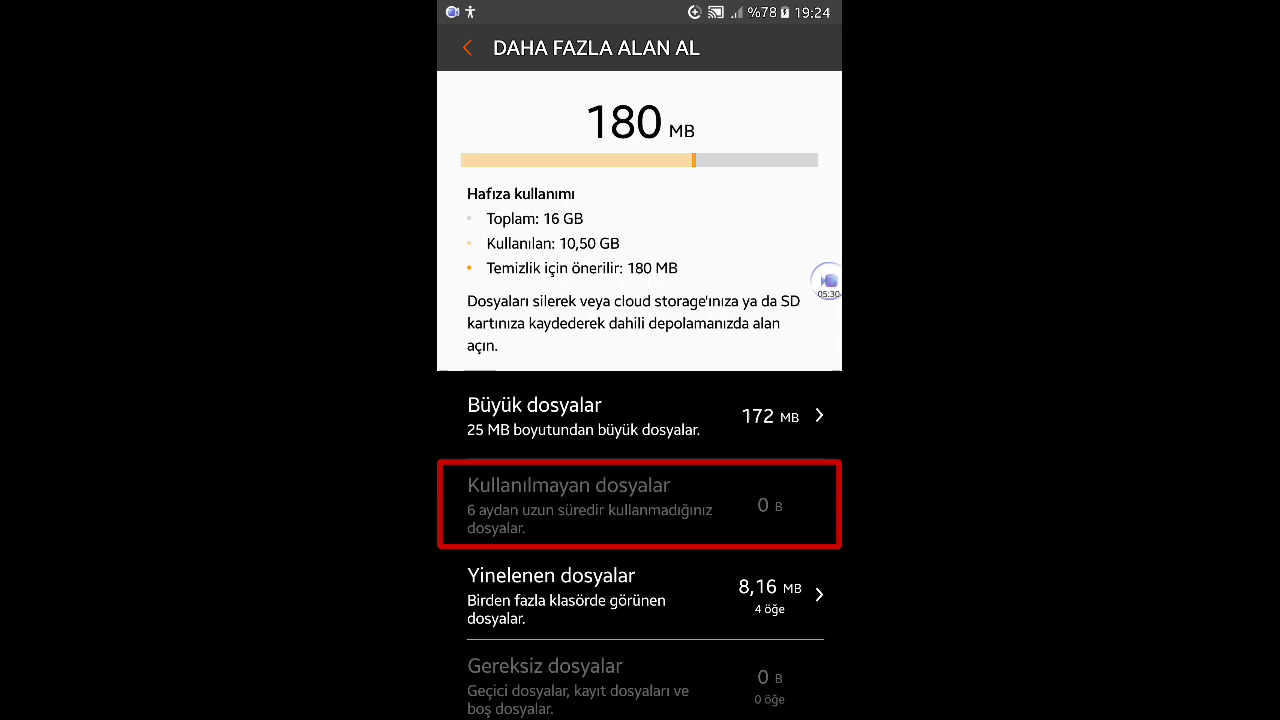 %78 19:24
DAHA FAZLA ALAN AL
180 MB
Hafıza kullanımı
Toplam: 16 GB
Kullanılan: 10,50 GB
Temizlik için önerilir: 180 MB
05:30
Dosyaları silerek veya cloud storage'ınıza ya da SD
kartınıza kaydederek dahili depolamanızda alan
açın.
Büyük dosyalar
172 MB
25 MB boyutundan büyük dosyalar.
Kullanılmayan dosyalar
0 B
6 aydan uzun süredir kullanmadığınız
dosyalar.
Yinelenen dosyalar
8,16 MB
Birden fazla klasörde görünen
4 öğe
dosyalar.
Gereksiz dosyalar
0 B
Geçici dosyalar, kayıt dosyaları ve
0 öğe
boş dosyalar.